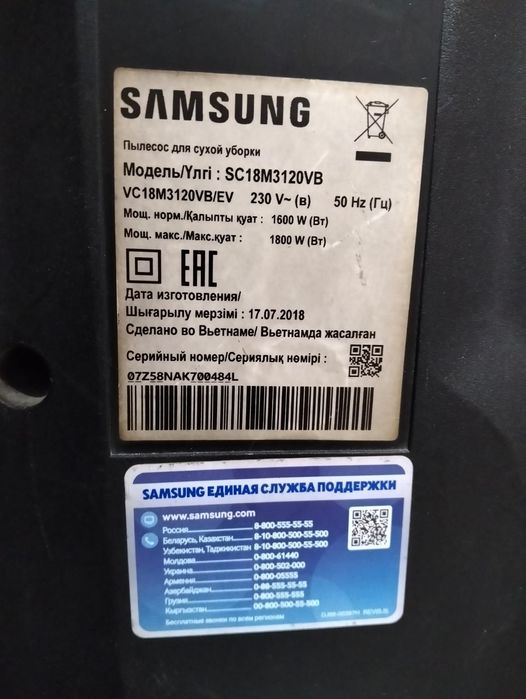 SAMSUNG
Пылесос для сухой уборки
Модель/Үлгі : SC18M3120VB
VC18M3120VB/EV 230 V~ (в) 50 Hz (Гц)
Мощ. норм./Қалыпты қуат : 1600 W (Вт)
Мощ. макс./Макс.қуат : 1800 W (Вт)
EAC
Дата изготовления/
Шығарылу мерзімі : 17.07.2018
Сделано во Вьетнаме/ Вьетнамда жасалған
Серийный номер/Сериялық нөмірі :
07Z58NAK700484L
SAMSUNG ЕДИНАЯ СЛУЖБА ПОДДЕРЖКИ
www.samsung.com
Россия 8-800-555-55-55
Беларусь, Казахстан 8-10-800-500-55-500
Узбекистан, Таджикистан 8-10-800-500-55-500
Молдова 0-800-61440
Украина 0-800-502-000
Армения 0-800-05555
Азербайджан 0-88-555-55-55
Грузия 0-800-555-555
Кыргызстан 00-800-500-55-500
Бесплатные звонки по всем регионам